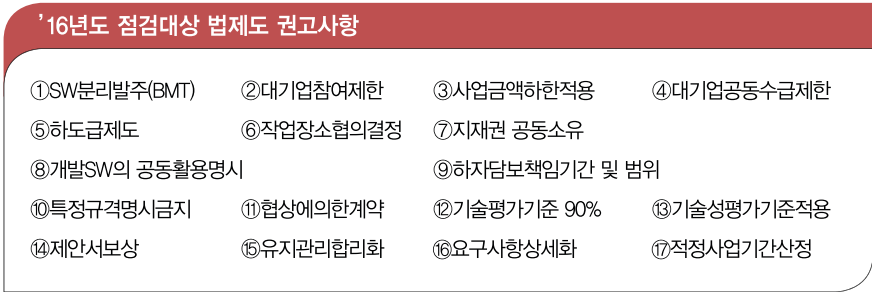 ’16년도 점검대상 법제도 권고사항
①SW분리발주(BMT) ②대기업참여제한 ③사업금액하한적용 ④대기업공동수급제한
⑤하도급제도 ⑥작업장소협의결정 ⑦지재권 공동소유
⑧개발SW의 공동활용명시 ⑨하자담보책임기간 및 범위
⑩특정규격명시금지 ⑪협상에의한계약 ⑫기술평가기준 90% ⑬기술성평가기준적용
⑭제안서보상 ⑮유지관리합리화 ⑯요구사항상세화 ⑰적정사업기간산정